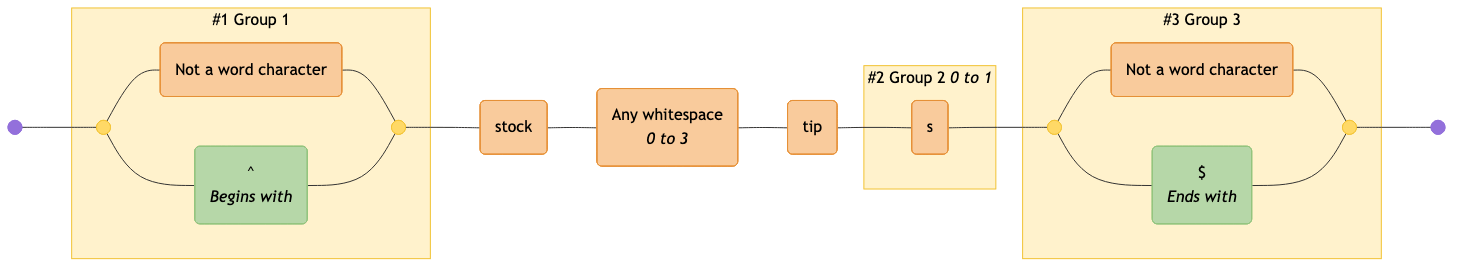 #1 Group 1
Not a word character
^
Begins with
stock
Any whitespace
0 to 3
tip
#2 Group 2 0 to 1
s
#3 Group 3
Not a word character
$
Ends with